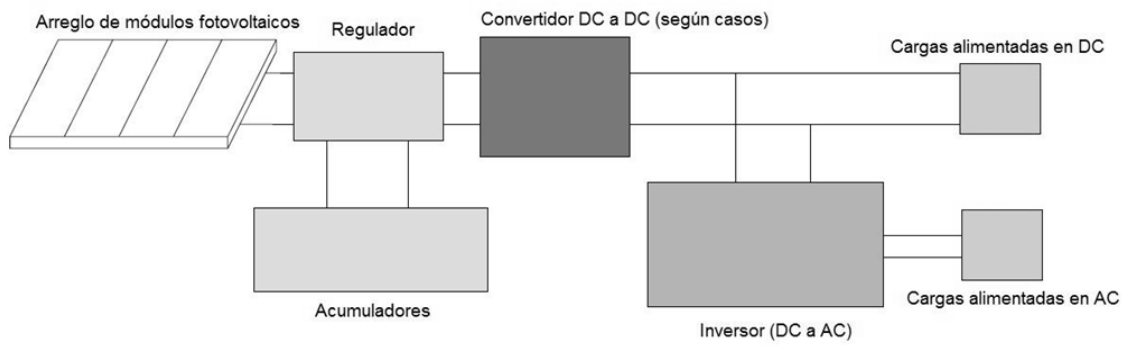 Arreglo de módulos fotovoltaicos
Regulador
Convertidor DC a DC (según casos)
Cargas alimentadas en DC
Acumuladores
Inversor (DC a AC)
Cargas alimentadas en AC